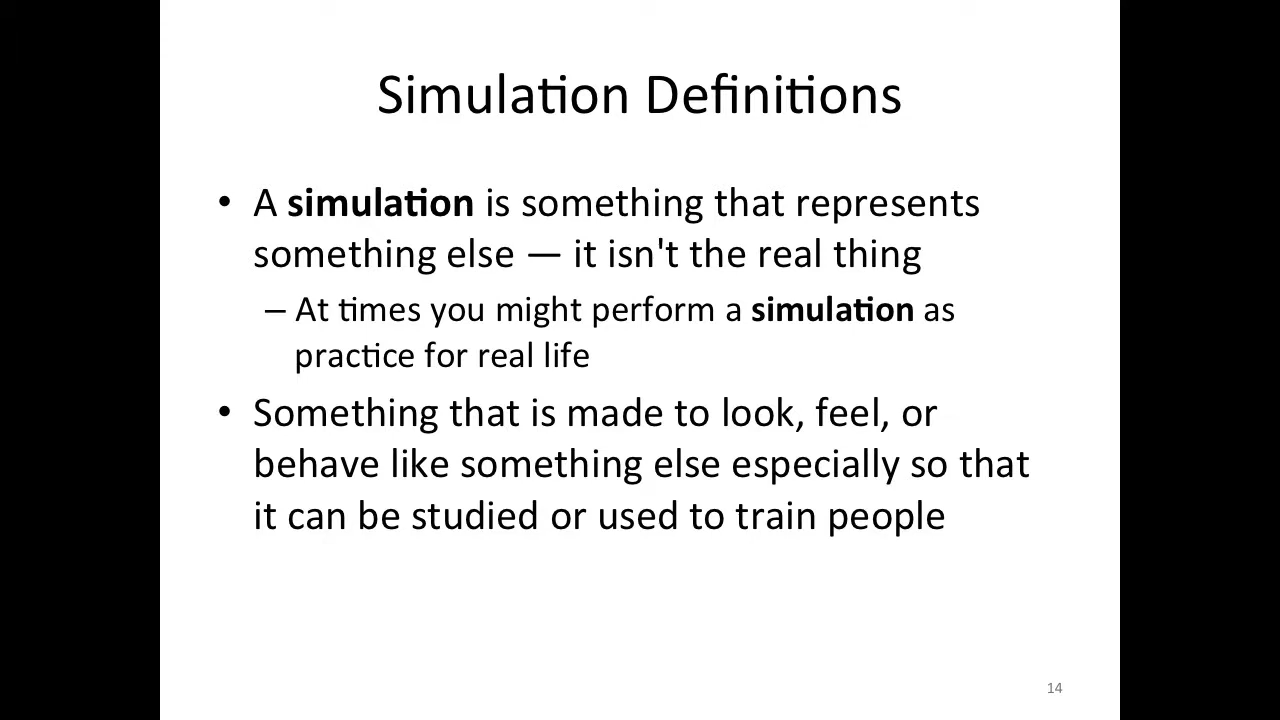 Simulation Definitions
• A simulation is something that represents
something else — it isn't the real thing
– At times you might perform a simulation as
practice for real life
• Something that is made to look, feel, or
behave like something else especially so that
it can be studied or used to train people
14